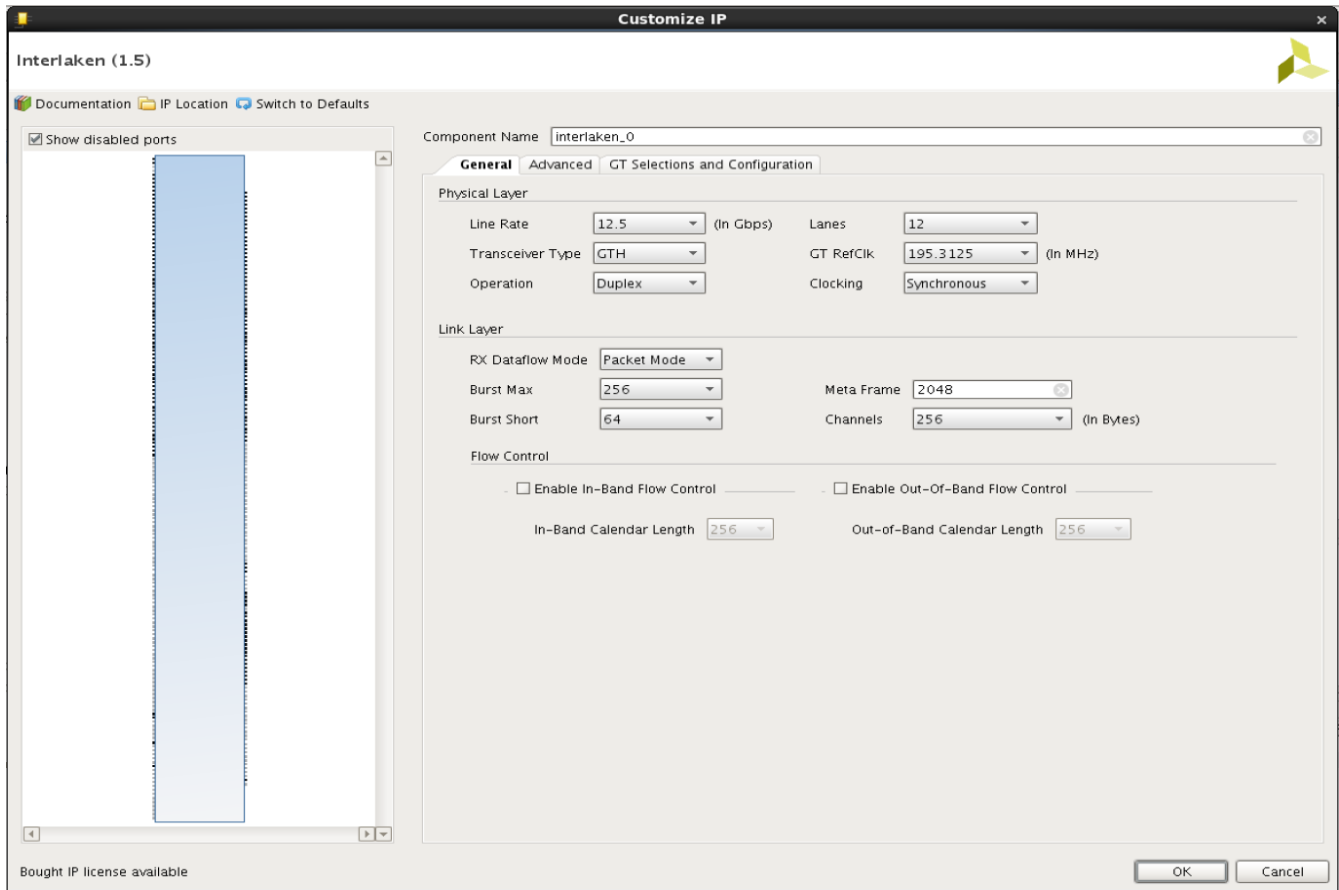 Customize IP
Interlaken (1.5)
Documentation IP Location Switch to Defaults
Show disabled ports
Component Name interlaken_0
General Advanced GT Selections and Configuration
Physical Layer
Line Rate 12.5 (In Gbps) Lanes 12
Transceiver Type GTH GT RefClk 195.3125 (In MHz)
Operation Duplex Clocking Synchronous
Link Layer
RX Dataflow Mode Packet Mode
Burst Max 256 Meta Frame 2048
Burst Short 64 Channels 256 (In Bytes)
Flow Control
Enable In-Band Flow Control Enable Out-Of-Band Flow Control
In-Band Calendar Length 256 Out-of-Band Calendar Length 256
Bought IP license available OK Cancel